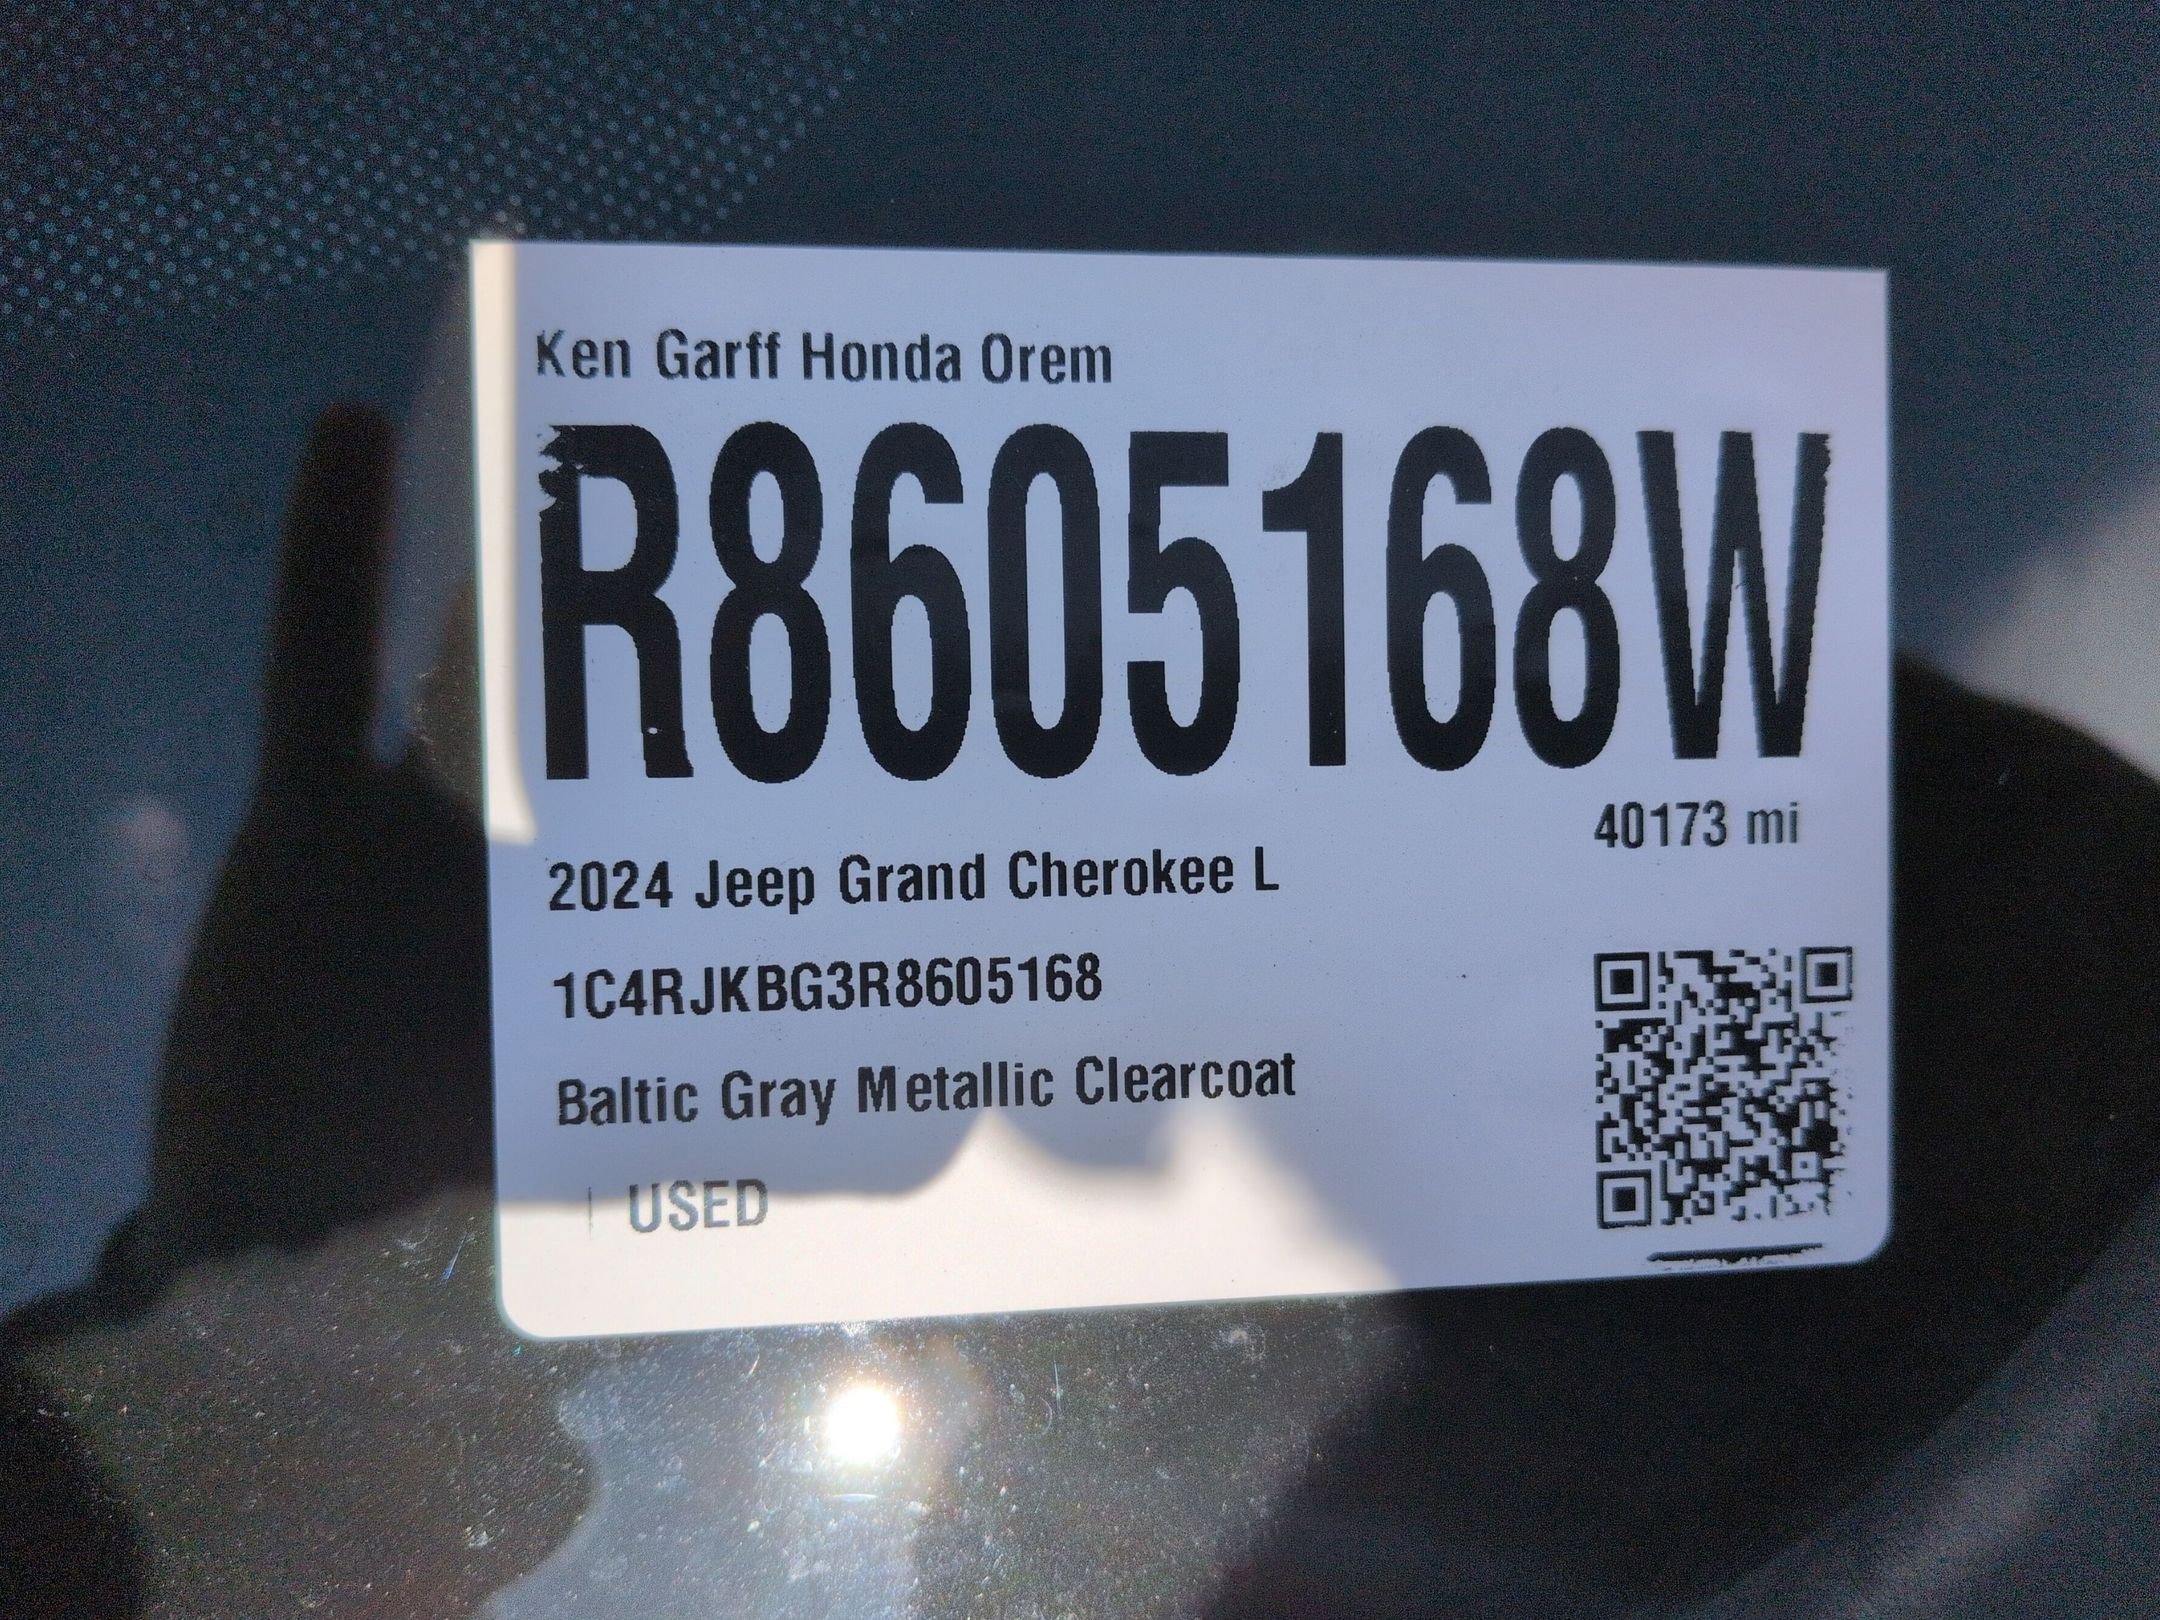 Ken Garff Honda Orem
R8605168W
40173 mi
2024 Jeep Grand Cherokee L
1C4RJKBG3R8605168
Baltic Gray Metallic Clearcoat
| USED